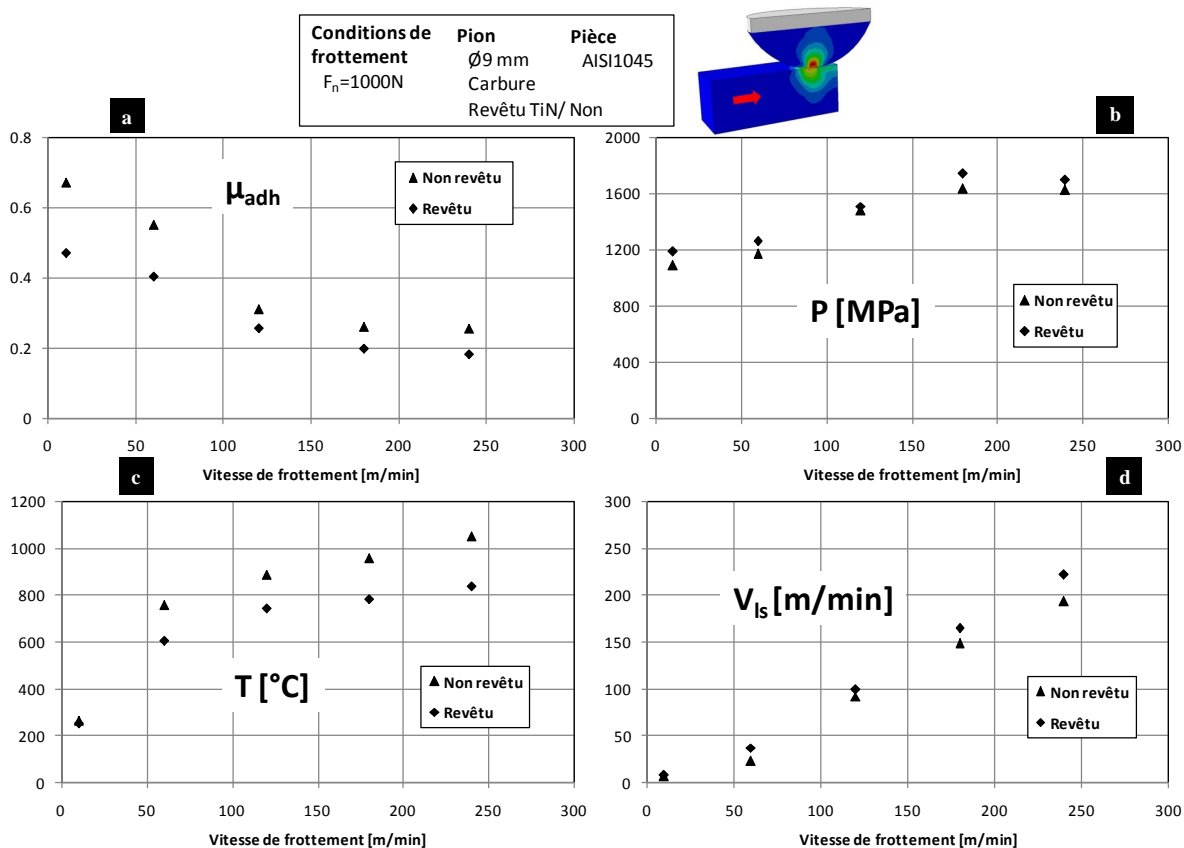 Conditions de frottement
Fn=1000N
Pion
Ø9 mm
Carbure
Revêtu TiN/ Non
Pièce
AISI1045
a
0.8
0.6
0.4
0.2
0
μadh
Non revêtu
Revêtu
0 50 100 150 200 250 300
Vitesse de frottement [m/min]
b
2000
1600
1200
800
400
0
P [MPa]
Non revêtu
Revêtu
0 50 100 150 200 250 300
Vitesse de frottement [m/min]
c
1200
1000
800
600
400
200
0
T [°C]
Non revêtu
Revêtu
0 50 100 150 200 250 300
Vitesse de frottement [m/min]
d
300
250
200
150
100
50
0
Vls [m/min]
Non revêtu
Revêtu
0 50 100 150 200 250 300
Vitesse de frottement [m/min]